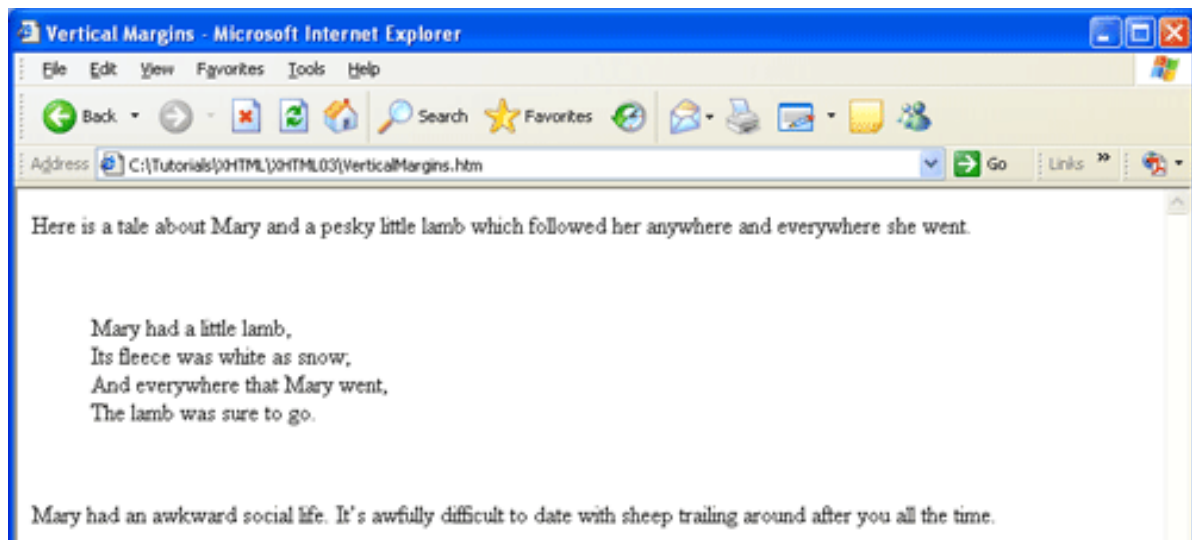 Vertical Margins - Microsoft Internet Explorer
File Edit View Favorites Tools Help
Back Search Favorites
Address C:\Tutorials\XHTML\XHTML03\VerticalMargins.htm Go Links »
Here is a tale about Mary and a pesky little lamb which followed her anywhere and everywhere she went.
Mary had a little lamb,
Its fleece was white as snow;
And everywhere that Mary went,
The lamb was sure to go.
Mary had an awkward social life. It's awfully difficult to date with sheep trailing around after you all the time.